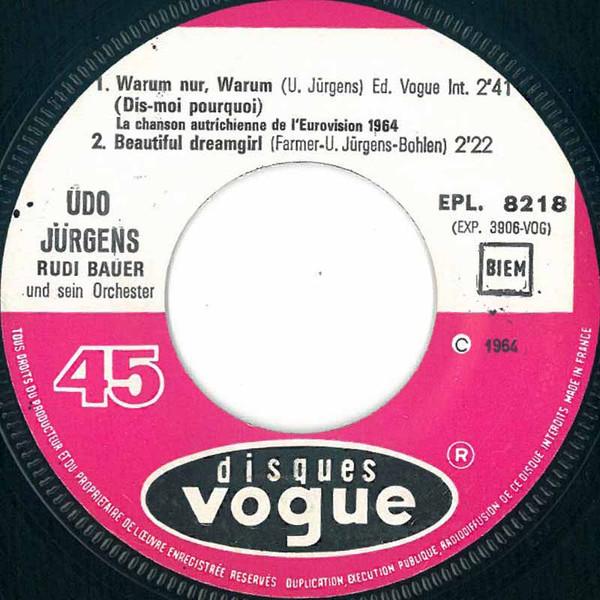 1. Warum nur, Warum (U. Jürgens) Ed. Vogue Int. 2'41
(Dis-moi pourquoi)
La chanson autrichienne de l'Eurovision 1964
2. Beautiful dreamgirl (Farmer-U. Jürgens-Bohlen) 2'22
UDO
JÜRGENS
RUDI BAUER
und sein Orchester
EPL. 8218
(EXP. 3906-VOG)
BIEM
45
© 1964
disques
vogue
®
TOUS DROITS DU PRODUCTEUR ET DU PROPRIETAIRE DE L'ŒUVRE ENREGISTRÉE RESERVÉS DUPLICATION, EXECUTION PUBLIQUE, RADIODIFFUSION DE CE DISQUE INTERDITS MADE IN FRANCE